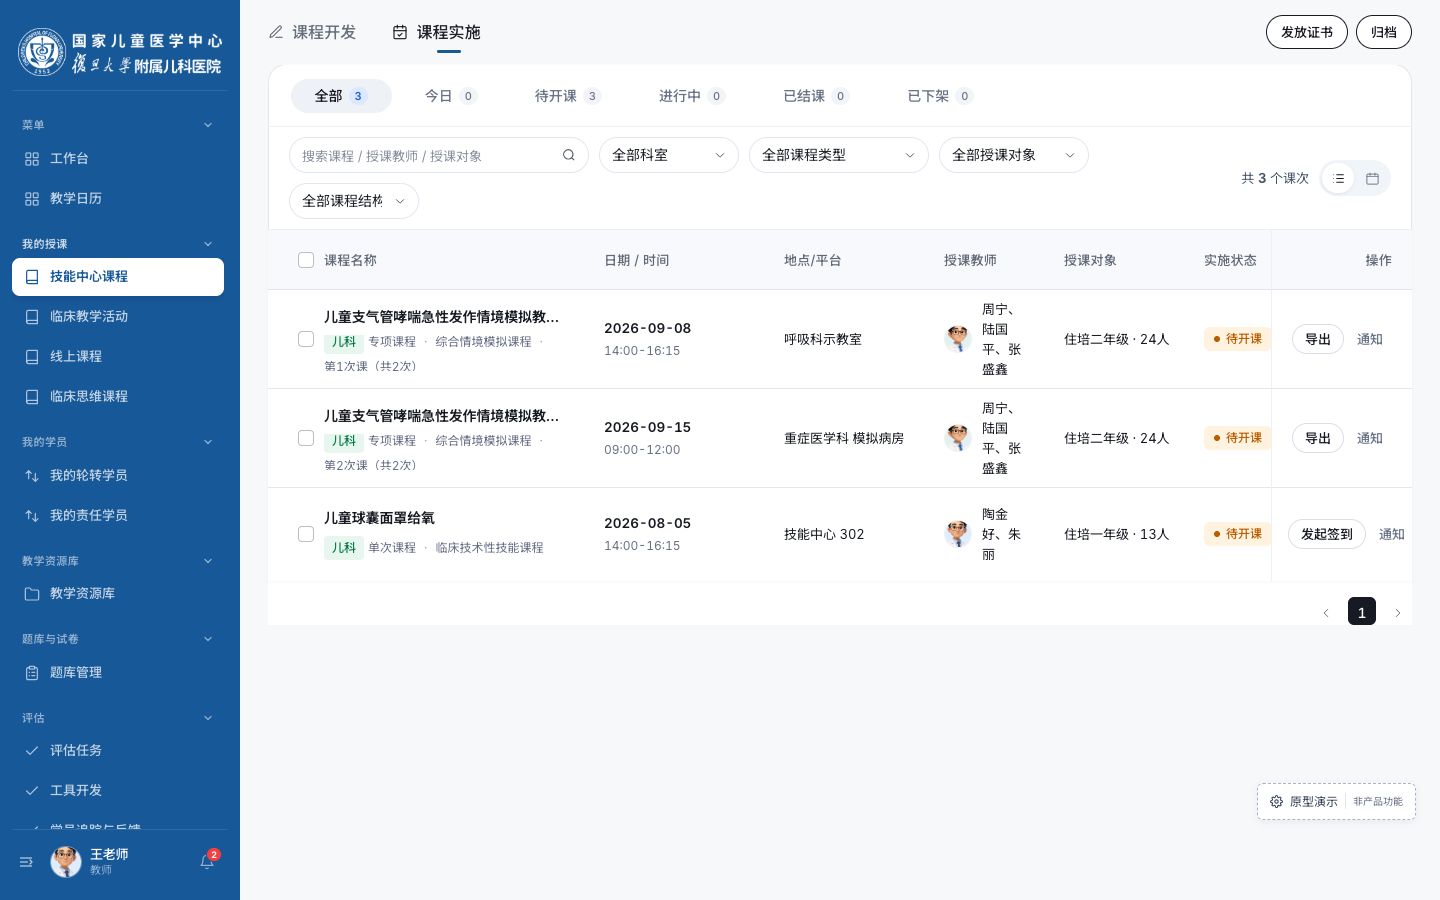 国家儿童医学中心
復旦大学附属儿科医院
1952
菜单
工作台
教学日历
我的授课
技能中心课程
临床教学活动
线上课程
临床思维课程
我的学员
我的轮转学员
我的责任学员
教学资源库
教学资源库
题库与试卷
题库管理
评估
评估任务
工具开发
王老师
教师
2
课程开发
课程实施
发放证书
归档
全部 3
今日 0
待开课 3
进行中 0
已结课 0
已下架 0
搜索课程 / 授课教师 / 授课对象
全部科室
全部课程类型
全部授课对象
全部课程结构
共 3 个课次
课程名称
日期 / 时间
地点/平台
授课教师
授课对象
实施状态
操作
儿童支气管哮喘急性发作情境模拟教...
儿科 专项课程 · 综合情境模拟课程 ·
第1次课（共2次）
2026-09-08
14:00-16:15
呼吸科示教室
周宁、
陆国
平、张
盛鑫
住培二年级 · 24人
待开课
导出
通知
儿童支气管哮喘急性发作情境模拟教...
儿科 专项课程 · 综合情境模拟课程 ·
第2次课（共2次）
2026-09-15
09:00-12:00
重症医学科 模拟病房
周宁、
陆国
平、张
盛鑫
住培二年级 · 24人
待开课
导出
通知
儿童球囊面罩给氧
儿科 单次课程 · 临床技术性技能课程
2026-08-05
14:00-16:15
技能中心 302
陶金
好、朱
丽
住培一年级 · 13人
待开课
发起签到
通知
1
原型演示
非产品功能